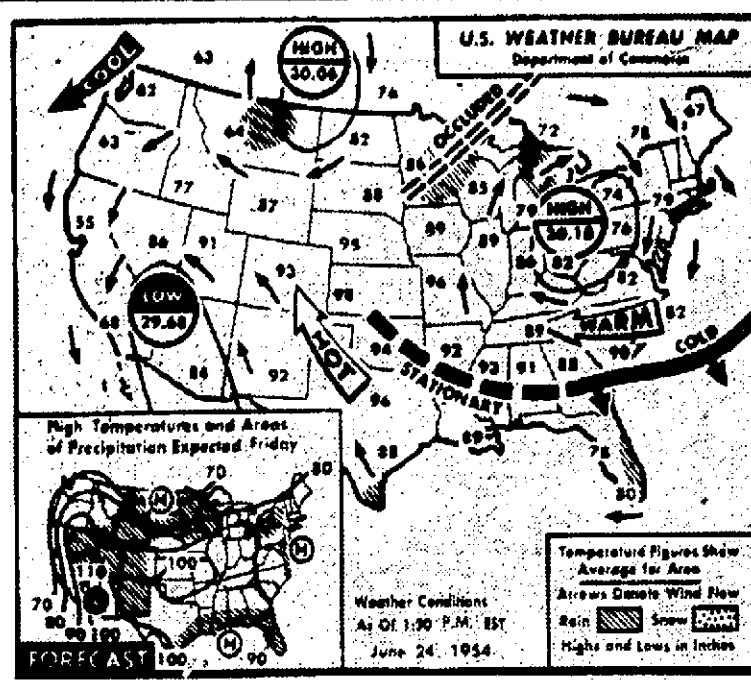 U.S. WEATHER BUREAU MAP
Department of Commerce
COOL
63
HIGH
30.06
76
62
63
64
82
OCCLUDED
72
78
67
86
77
87
88
85
79
HIGH
30.18
74
76
79
55
86
91
95
89
89
86
82
82
93
98
96
LOW
29.68
68
HOT
89
WARM
82
84
92
94
92
93
91
88
90
COLD
STATIONARY
96
88
89
78
80
High Temperatures and Areas
of Precipitation Expected Friday
70
80
H
H
110
100
70
80
90 100
H
FORECAST
100
90
Weather Conditions
As Of 1:30 P.M. EST
June 24, 1954
Temperature Figures Show
Average for Area
Arrows Denote Wind Flow
Rain
Snow
Highs and Lows in Inches